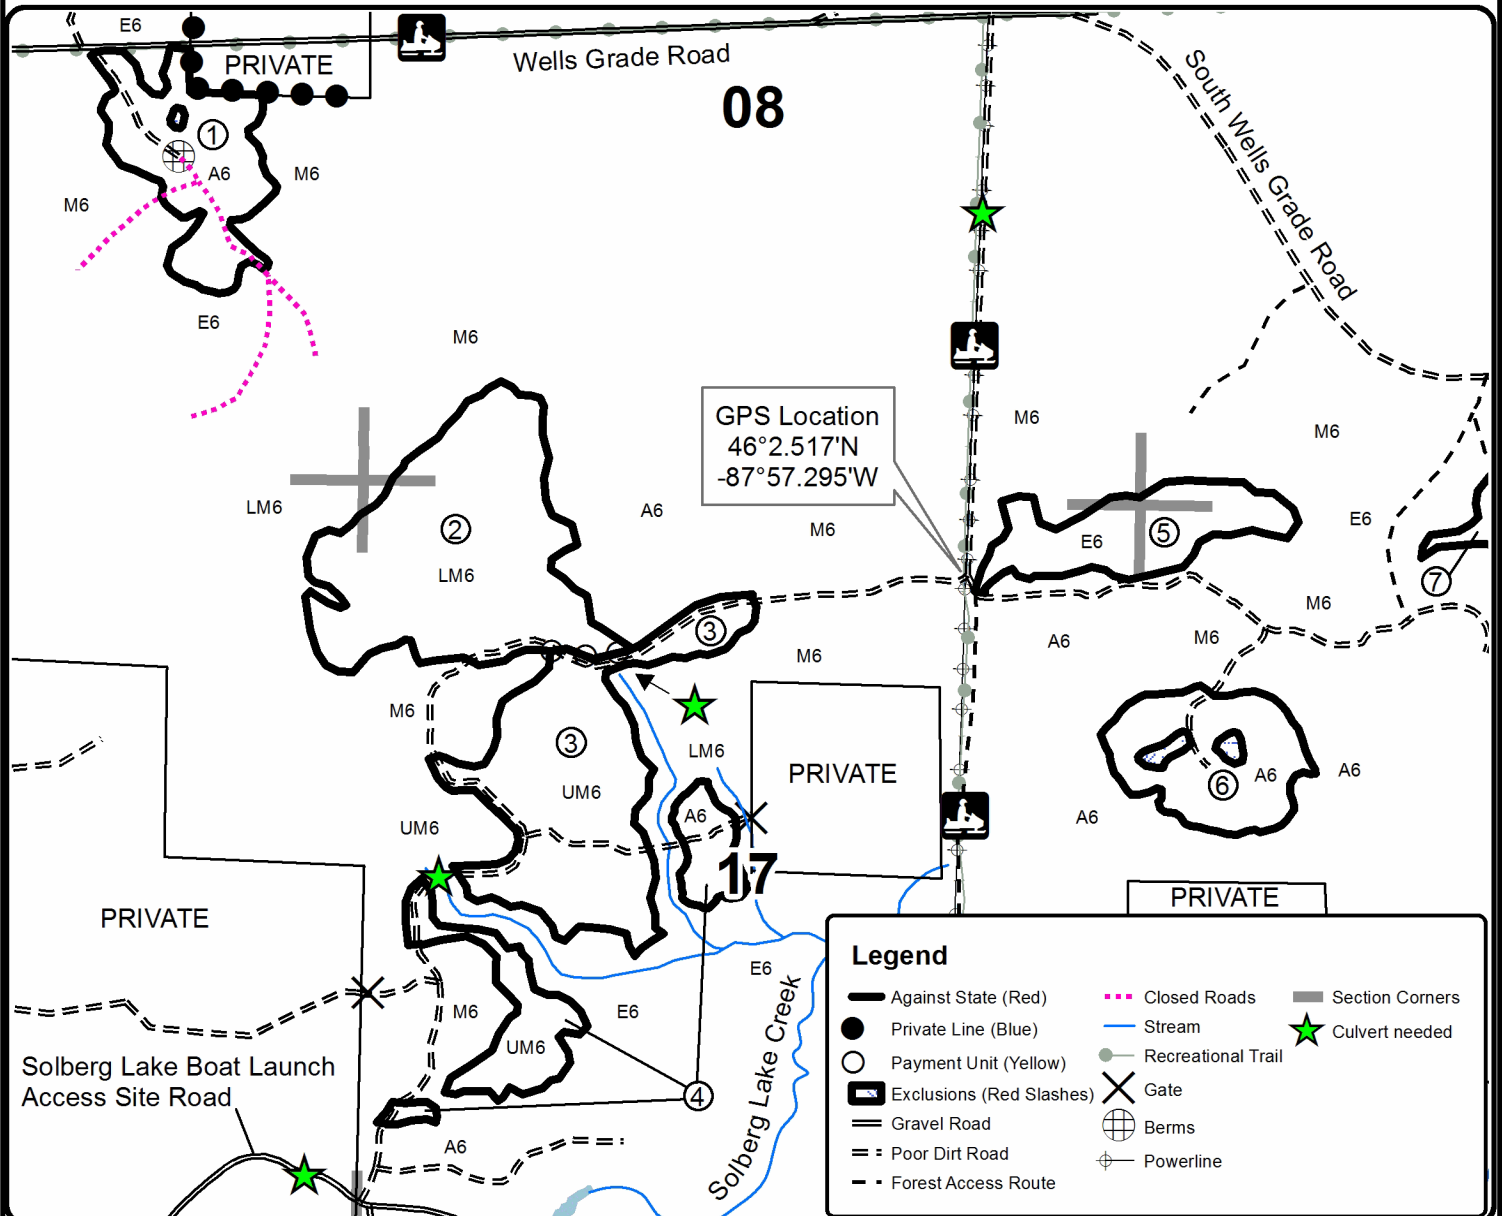 E6
PRIVATE
Wells Grade Road
08
South Wells Grade Road
1
A6
M6
M6
E6
M6
GPS Location
46°2.517'N
-87°57.295'W
M6
M6
LM6
A6
M6
2
LM6
E6
5
E6
7
M6
3
M6
A6
M6
M6
3
UM6
LM6
PRIVATE
A6
6
A6
A6
UM6
A6
17
PRIVATE
PRIVATE
E6
M6
E6
UM6
4
Solberg Lake Boat Launch
Access Site Road
A6
Solberg Lake Creek
Legend
Against State (Red)
Private Line (Blue)
Payment Unit (Yellow)
Exclusions (Red Slashes)
Gravel Road
Poor Dirt Road
Forest Access Route
Closed Roads
Stream
Recreational Trail
Gate
Berms
Powerline
Section Corners
Culvert needed